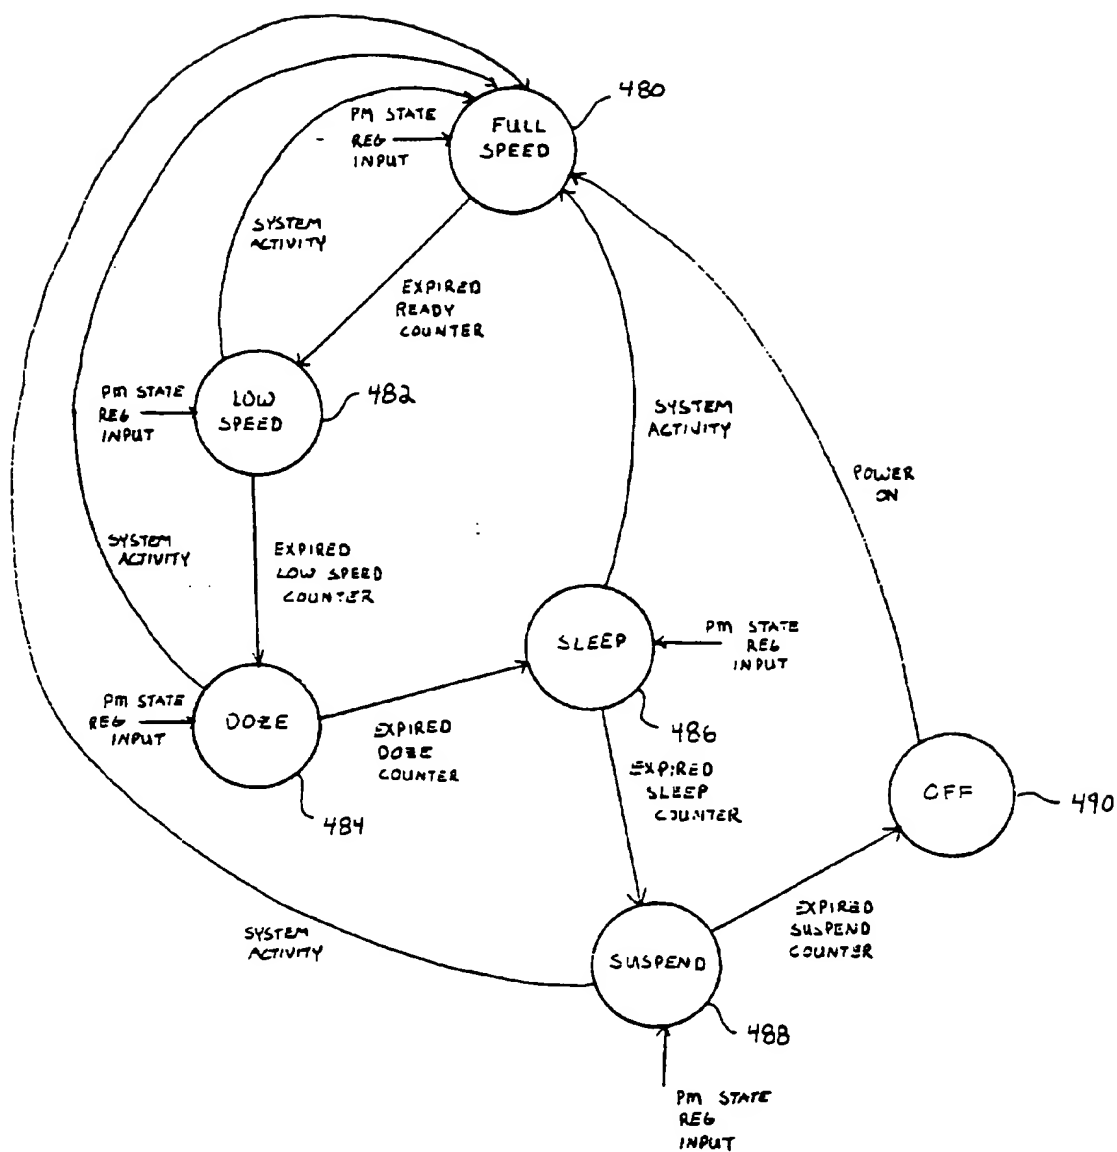 480
PM STATE
REG
INPUT
FULL
SPEED
SYSTEM
ACTIVITY
EXPIRED
READY
COUNTER
PM STATE
REG
INPUT
LOW
SPEED
482
SYSTEM
ACTIVITY
POWER
ON
SYSTEM
ACTIVITY
EXPIRED
LOW SPEED
COUNTER
SLEEP
PM STATE
REG
INPUT
PM STATE
REG
INPUT
DOZE
484
EXPIRED
DOZE
COUNTER
486
EXPIRED
SLEEP
COUNTER
OFF
490
SYSTEM
ACTIVITY
SUSPEND
EXPIRED
SUSPEND
COUNTER
488
PM STATE
REG
INPUT